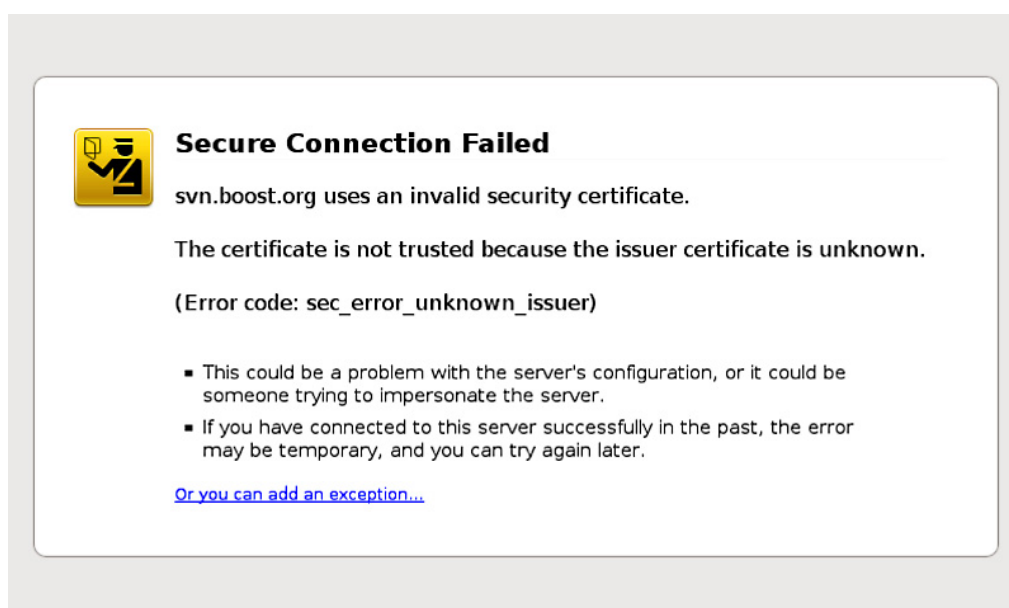 Secure Connection Failed
svn.boost.org uses an invalid security certificate.
The certificate is not trusted because the issuer certificate is unknown.
(Error code: sec_error_unknown_issuer)
▪ This could be a problem with the server's configuration, or it could be
someone trying to impersonate the server.
▪ If you have connected to this server successfully in the past, the error
may be temporary, and you can try again later.
Or you can add an exception...